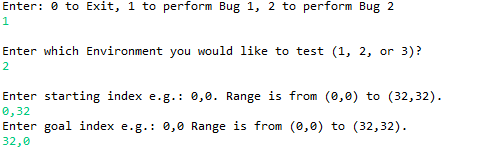 Enter: 0 to Exit, 1 to perform Bug 1, 2 to perform Bug 2
1
Enter which Environment you would like to test (1, 2, or 3)?
2
Enter starting index e.g.: 0,0. Range is from (0,0) to (32,32).
0,32
Enter goal index e.g.: 0,0 Range is from (0,0) to (32,32).
32,0